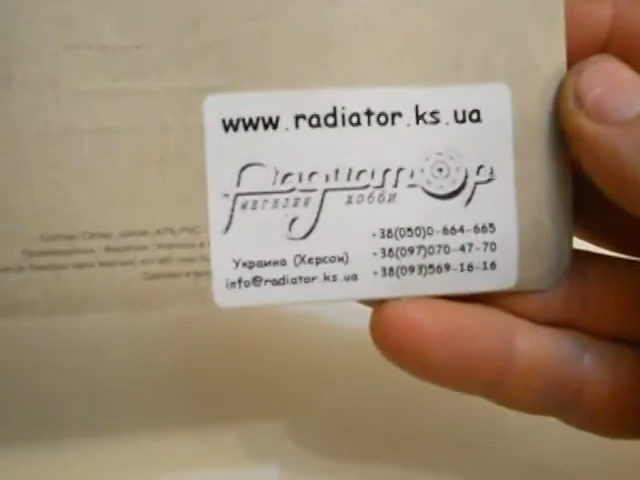 www.radiator.ks.ua
Радиатор
магазин хобби
Украина (Херсон)
info@radiator.ks.ua
+38(050)0-664-665
+38(097)070-47-70
+38(093)569-16-16